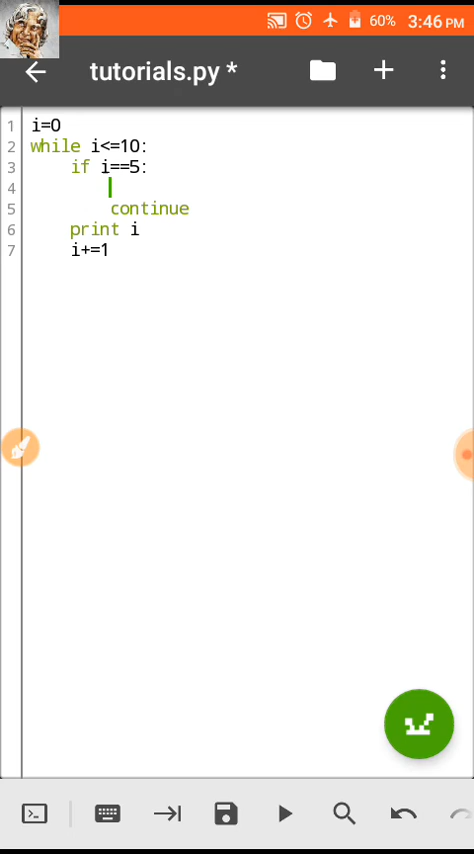 60% 3:46 PM
tutorials.py *
1 i=0
2 while i<=10:
3     if i==5:
4
5         continue
6     print i
7     i+=1